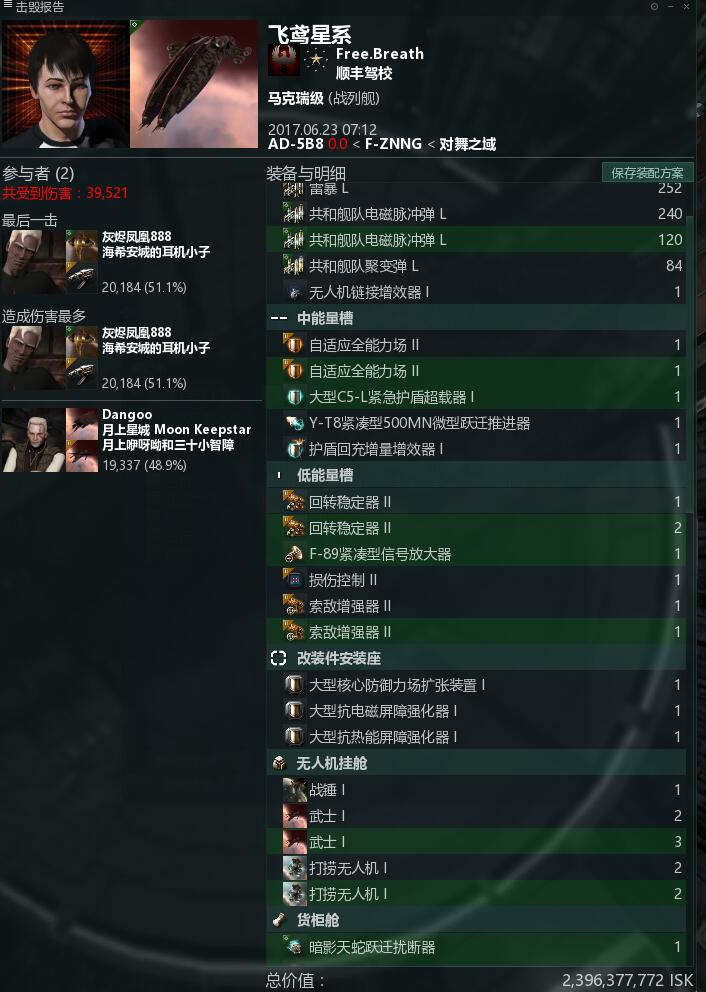 击毁报告
飞鸢星系
Free.Breath
顺丰驾校
马克瑞级 (战列舰)
2017.06.23 07:12
AD-5B8 0.0 < F-ZNNG < 对舞之域
参与者 (2)
共受到伤害：39,521
最后一击
灰烬凤凰888
海希安城的耳机小子
20,184 (51.1%)
造成伤害最多
灰烬凤凰888
海希安城的耳机小子
20,184 (51.1%)
Dangoo
月上星城 Moon Keepstar
月上咿呀呦和三十小智障
19,337 (48.9%)
装备与明细
保存装配方案
雷暴 L 252
共和舰队电磁脉冲弹 L 240
共和舰队电磁脉冲弹 L 120
共和舰队聚变弹 L 84
无人机链接增效器 I 1
中能量槽
自适应全能力场 II 1
自适应全能力场 II 1
大型C5-L紧急护盾超载器 I 1
Y-T8紧凑型500MN微型跃迁推进器 1
护盾回充增量增效器 I 1
低能量槽
回转稳定器 II 1
回转稳定器 II 2
F-89紧凑型信号放大器 1
损伤控制 II 1
索敌增强器 II 1
索敌增强器 II 1
改装件安装座
大型核心防御力场扩张装置 I 1
大型抗电磁屏障强化器 I 1
大型抗热能屏障强化器 I 1
无人机挂舱
战锤 I 1
武士 I 2
武士 I 3
打捞无人机 I 2
打捞无人机 I 2
货柜舱
暗影天蛇跃迁扰断器 1
总价值： 2,396,377,772 ISK